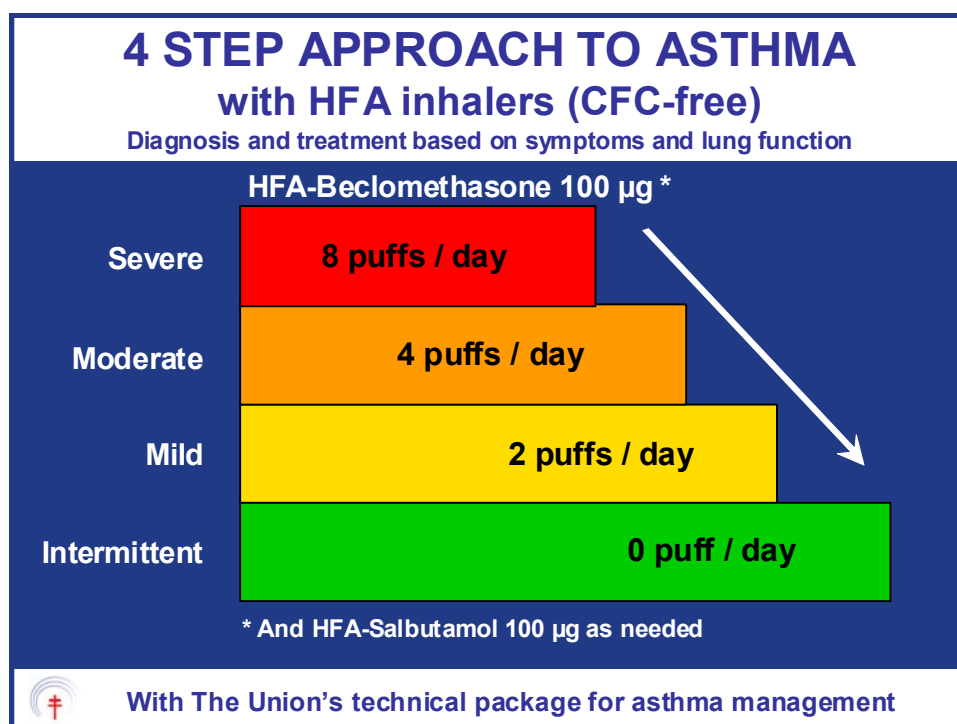 4 STEP APPROACH TO ASTHMA
with HFA inhalers (CFC-free)
Diagnosis and treatment based on symptoms and lung function
HFA-Beclomethasone 100 µg *
Severe
8 puffs / day
Moderate
4 puffs / day
Mild
2 puffs / day
Intermittent
0 puff / day
* And HFA-Salbutamol 100 µg as needed
With The Union's technical package for asthma management